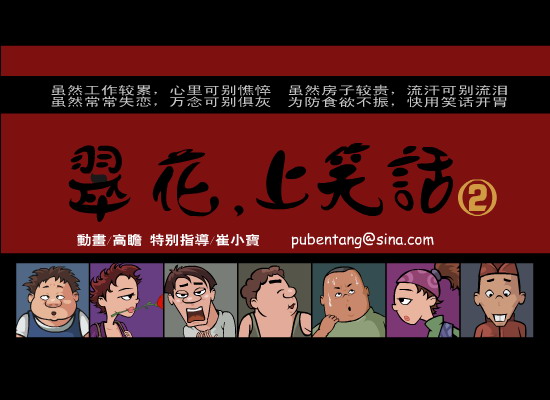 虽然工作较累，心里可别憔悴　虽然房子较贵，流汗可别流泪
虽然常常失恋，万念可别俱灰　为防食欲不振，快用笑话开胃
翠花，上笑話②
動畫/高瞻 特别指導/崔小寶 pubentang@sina.com